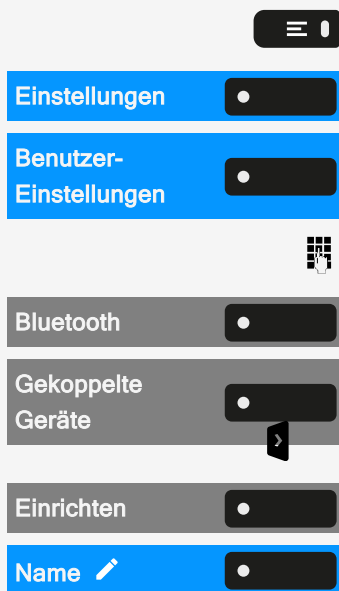 Einstellungen
Benutzer-
Einstellungen
Bluetooth
Gekoppelte
Geräte
Einrichten
Name